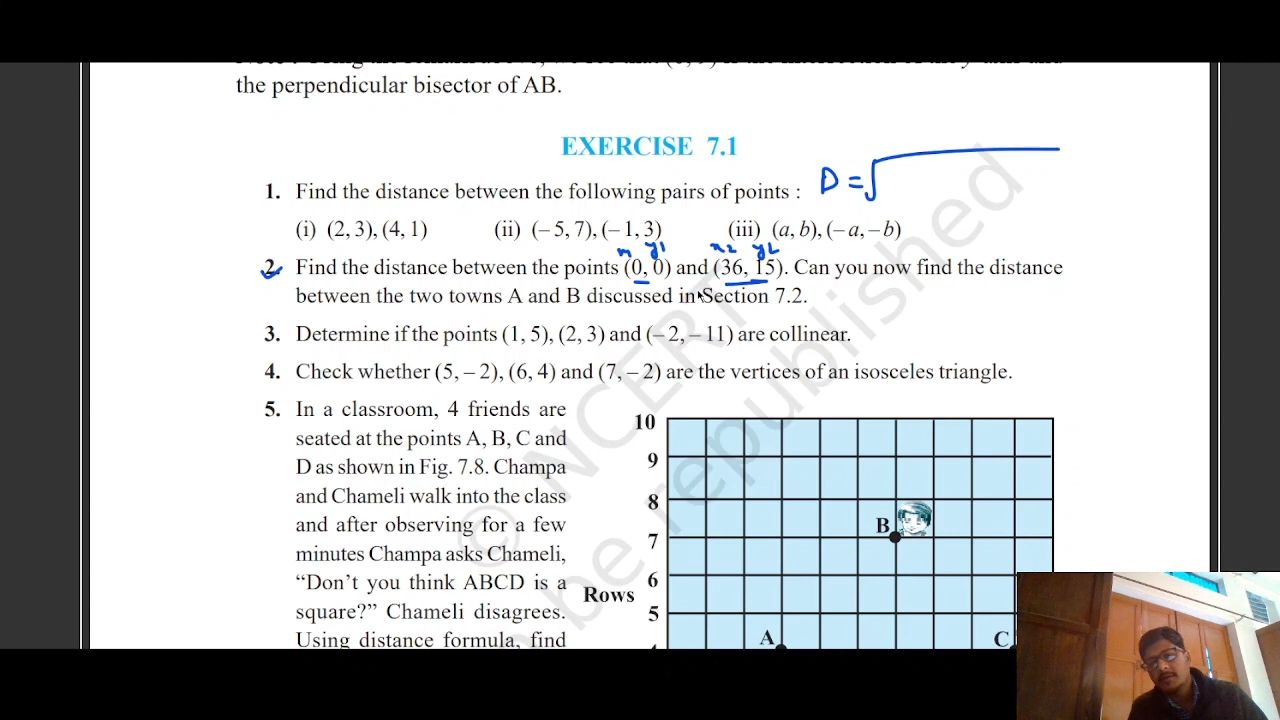 the perpendicular bisector of AB.
EXERCISE 7.1
D = √
1. Find the distance between the following pairs of points :
(i) (2, 3), (4, 1) (ii) (– 5, 7), (– 1, 3) (iii) (a, b), (– a, – b)
y1 x2 y2
2. Find the distance between the points (0, 0) and (36, 15). Can you now find the distance
between the two towns A and B discussed in Section 7.2.
3. Determine if the points (1, 5), (2, 3) and (– 2, – 11) are collinear.
4. Check whether (5, – 2), (6, 4) and (7, – 2) are the vertices of an isosceles triangle.
5. In a classroom, 4 friends are
seated at the points A, B, C and
D as shown in Fig. 7.8. Champa
and Chameli walk into the class
and after observing for a few
minutes Champa asks Chameli,
“Don’t you think ABCD is a
square?” Chameli disagrees.
Using distance formula, find
10
9
8
B
7
6
Rows
5
A
C
© NCERT
be republished